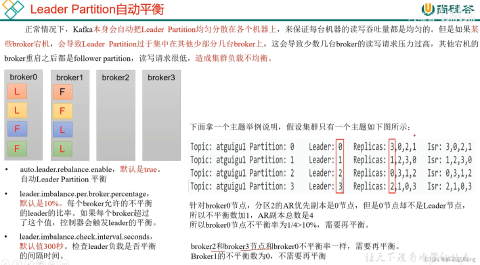 Leader Partition自动平衡
尚硅谷
正常情况下，Kafka本身会自动把Leader Partition均匀分散在各个机器上，来保证每台机器的读写吞吐量都是均匀的。但是如果某
些broker宕机，会导致Leader Partition过于集中在其他少部分几台broker上，这会导致少数几台broker的读写请求压力过高，其他宕机的
broker重启之后都是follower partition，读写请求很低，造成集群负载不均衡。
broker0 broker1 broker2 broker3
L F
L F
F L
F L
下面拿一个主题举例说明，假设集群只有一个主题如下图所示：
Topic: atguigu1 Partition: 0 Leader: 0 Replicas: 3,0,2,1 Isr: 3,0,2,1
Topic: atguigu1 Partition: 1 Leader: 1 Replicas: 1,2,3,0 Isr: 1,2,3,0
Topic: atguigu1 Partition: 2 Leader: 2 Replicas: 0,3,1,2 Isr: 0,3,1,2
Topic: atguigu1 Partition: 3 Leader: 3 Replicas: 2,1,0,3 Isr: 2,1,0,3
• auto.leader.rebalance.enable，默认是true。
自动Leader Partition 平衡
• leader.imbalance.per.broker.percentage，
默认是10%。每个broker允许的不平衡
的leader的比率。如果每个broker超过
了这个值，控制器会触发leader的平衡。
• leader.imbalance.check.interval.seconds，
默认值300秒。检查leader负载是否平衡
的间隔时间。
针对broker0节点，分区2的AR优先副本是0节点，但是0节点却不是Leader节点，
所以不平衡数加1，AR副本总数是4
所以broker0节点不平衡率为1/4>10%，需要再平衡。
broker2和broker3节点和broker0不平衡率一样，需要再平衡。
Broker1的不平衡数为0，不需要再平衡